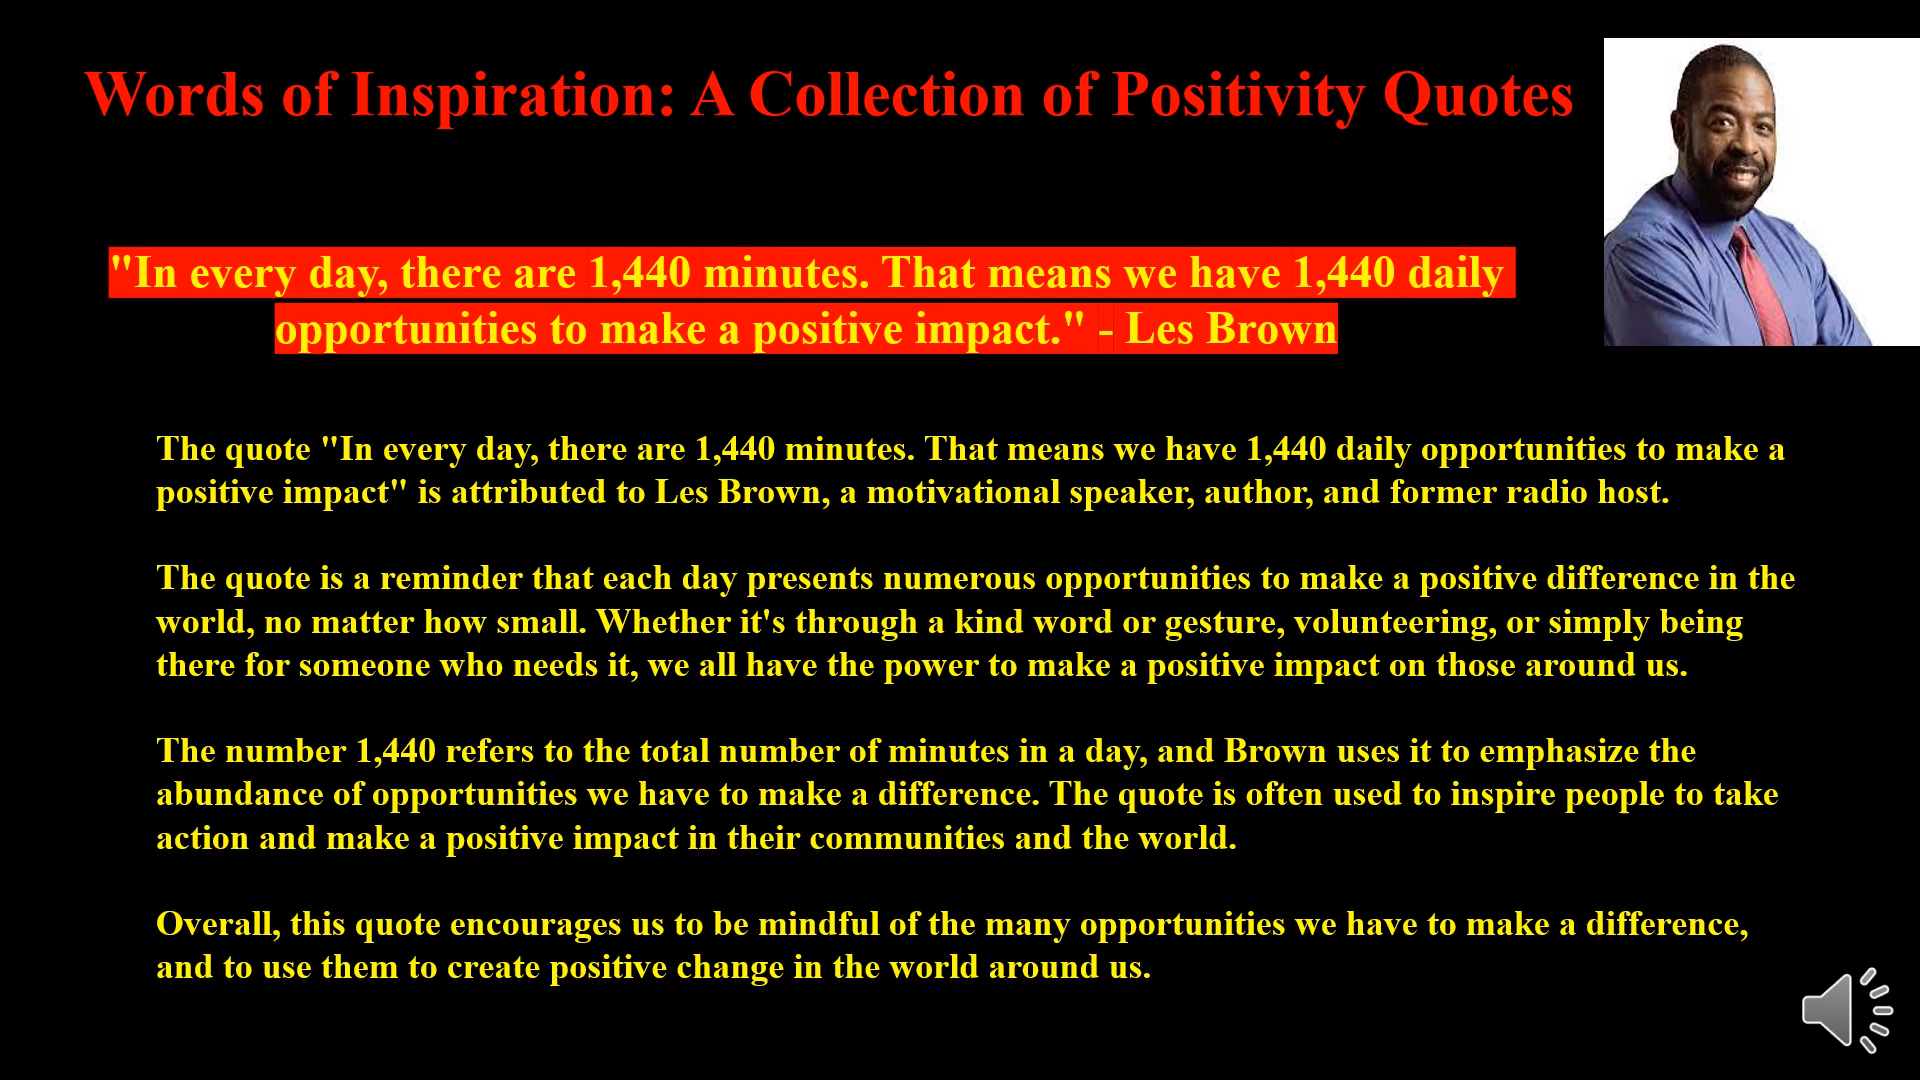 Words of Inspiration: A Collection of Positivity Quotes
"In every day, there are 1,440 minutes. That means we have 1,440 daily
opportunities to make a positive impact." - Les Brown
The quote "In every day, there are 1,440 minutes. That means we have 1,440 daily opportunities to make a
positive impact" is attributed to Les Brown, a motivational speaker, author, and former radio host.
The quote is a reminder that each day presents numerous opportunities to make a positive difference in the
world, no matter how small. Whether it's through a kind word or gesture, volunteering, or simply being
there for someone who needs it, we all have the power to make a positive impact on those around us.
The number 1,440 refers to the total number of minutes in a day, and Brown uses it to emphasize the
abundance of opportunities we have to make a difference. The quote is often used to inspire people to take
action and make a positive impact in their communities and the world.
Overall, this quote encourages us to be mindful of the many opportunities we have to make a difference,
and to use them to create positive change in the world around us.